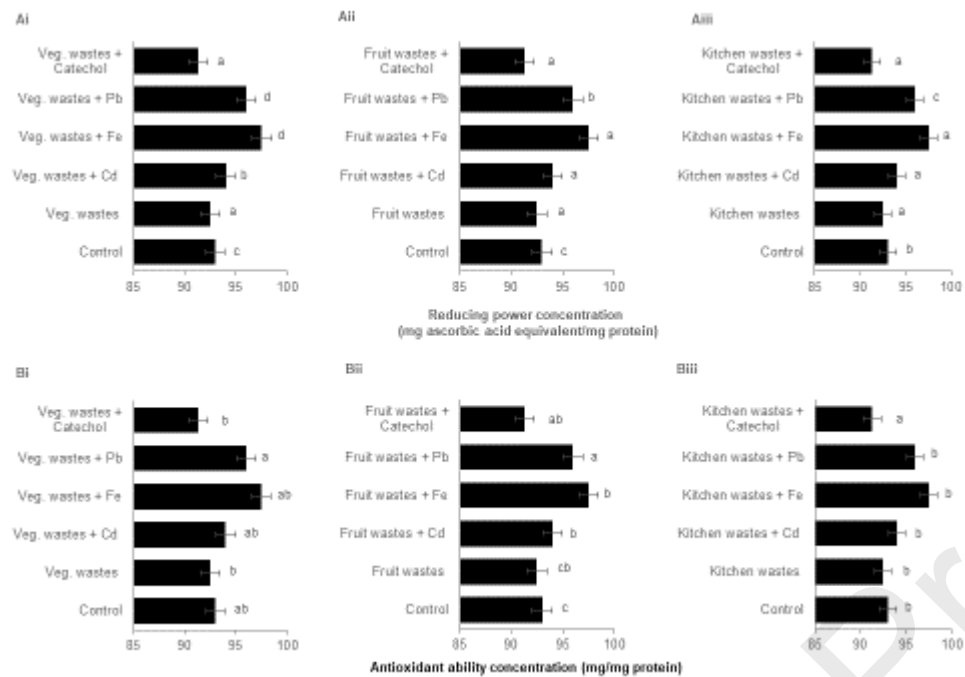 Ai
Veg. wastes +
Catechol
a
Veg. wastes + Pb
d
Veg. wastes + Fe
d
Veg. wastes + Cd
b
Veg. wastes
a
Control
c
85 90 95 100
Aii
Fruit wastes +
Catechol
a
Fruit wastes + Pb
b
Fruit wastes + Fe
a
Fruit wastes + Cd
a
Fruit wastes
a
Control
c
85 90 95 100
Aiii
Kitchen wastes +
Catechol
a
Kitchen wastes + Pb
c
Kitchen wastes + Fe
a
Kitchen wastes + Cd
a
Kitchen wastes
a
Control
b
85 90 95 100
Reducing power concentration
(mg ascorbic acid equivalent/mg protein)
Bi
Veg. wastes +
Catechol
b
Veg. wastes + Pb
a
Veg. wastes + Fe
ab
Veg. wastes + Cd
ab
Veg. wastes
b
Control
ab
85 90 95 100
Bii
Fruit wastes +
Catechol
ab
Fruit wastes + Pb
a
Fruit wastes + Fe
b
Fruit wastes + Cd
b
Fruit wastes
cb
Control
c
85 90 95 100
Biii
Kitchen wastes +
Catechol
a
Kitchen wastes + Pb
b
Kitchen wastes + Fe
b
Kitchen wastes + Cd
b
Kitchen wastes
b
Control
b
85 90 95 100
Antioxidant ability concentration (mg/mg protein)
Pr